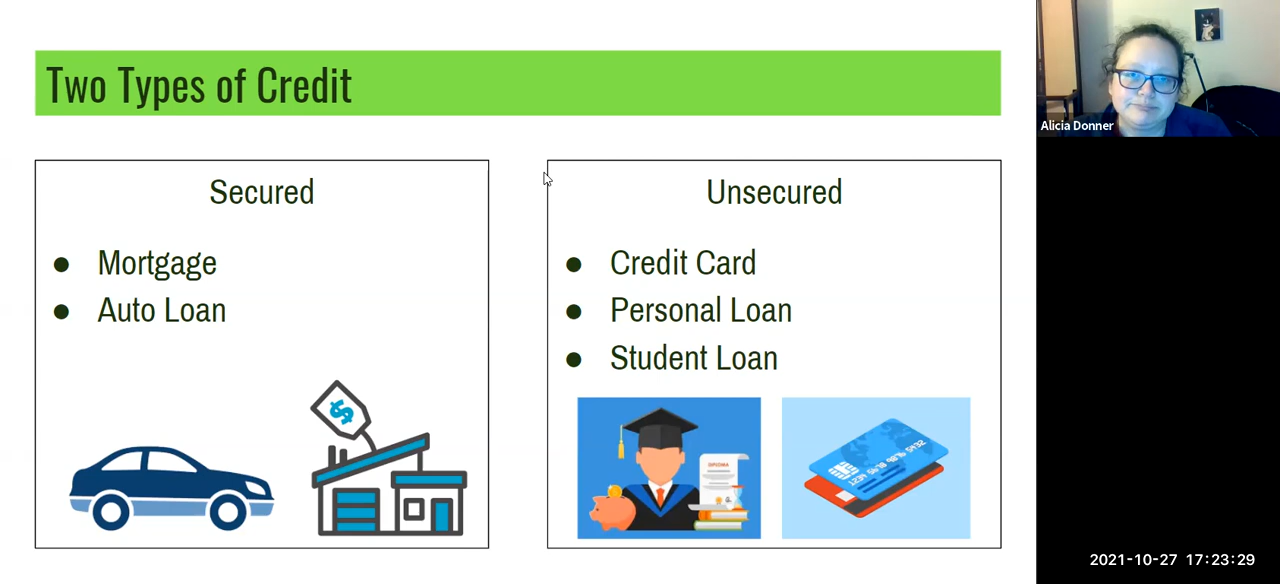 Two Types of Credit
Alicia Donner
Secured
Mortgage
Auto Loan
Unsecured
Credit Card
Personal Loan
Student Loan
$
DIPLOMA
2021-10-27 17:23:29